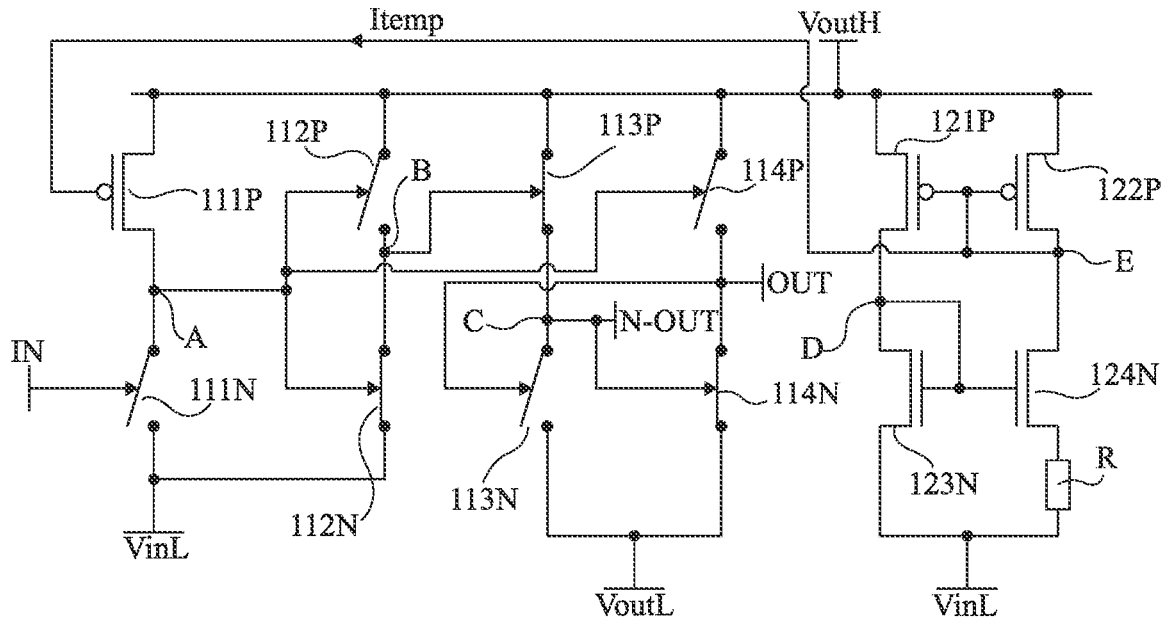 Itemp
VoutH
112P
B
113P
121P
111P
114P
122P
E
OUT
A
C
N-OUT
D
IN
111N
114N
124N
113N
123N
R
112N
VinL
VoutL
VinL